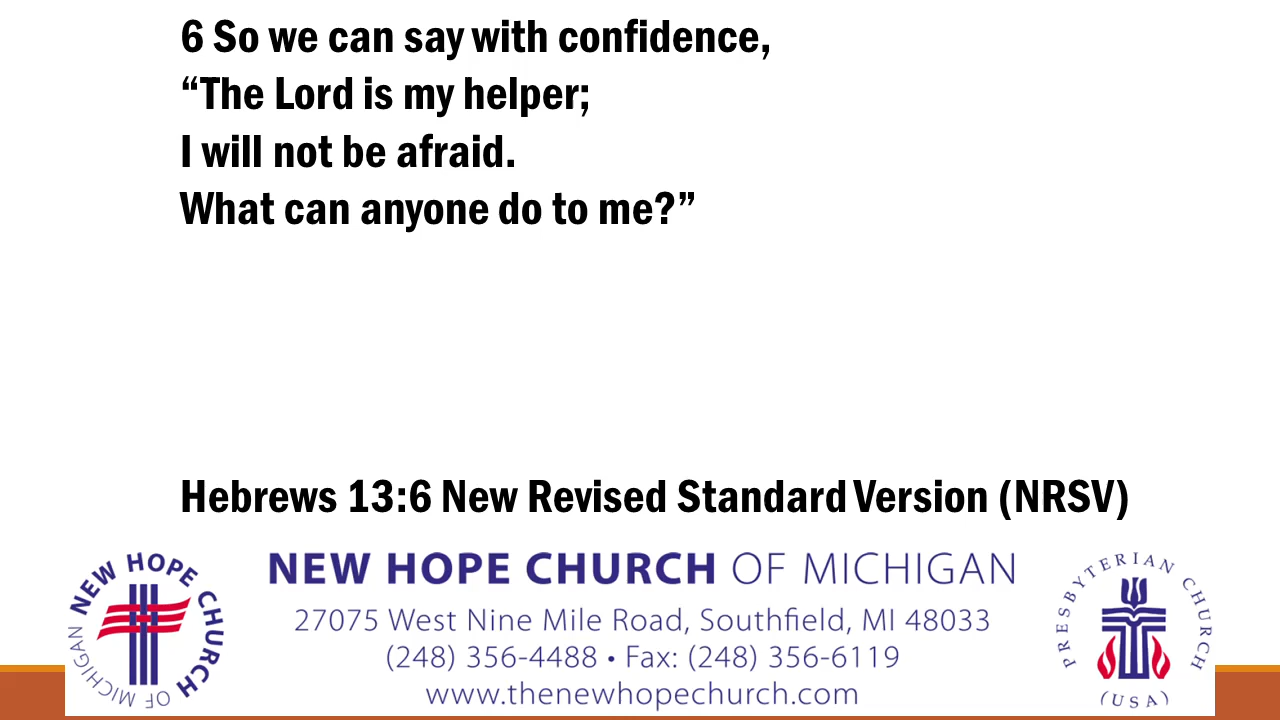 6 So we can say with confidence,
“The Lord is my helper;
I will not be afraid.
What can anyone do to me?”
Hebrews 13:6 New Revised Standard Version (NRSV)
NEW HOPE CHURCH OF MICHIGAN
NEW HOPE CHURCH OF MICHIGAN
27075 West Nine Mile Road, Southfield, MI 48033
(248) 356-4488 • Fax: (248) 356-6119
www.thenewhopechurch.com
PRESBYTERIAN CHURCH
(USA)